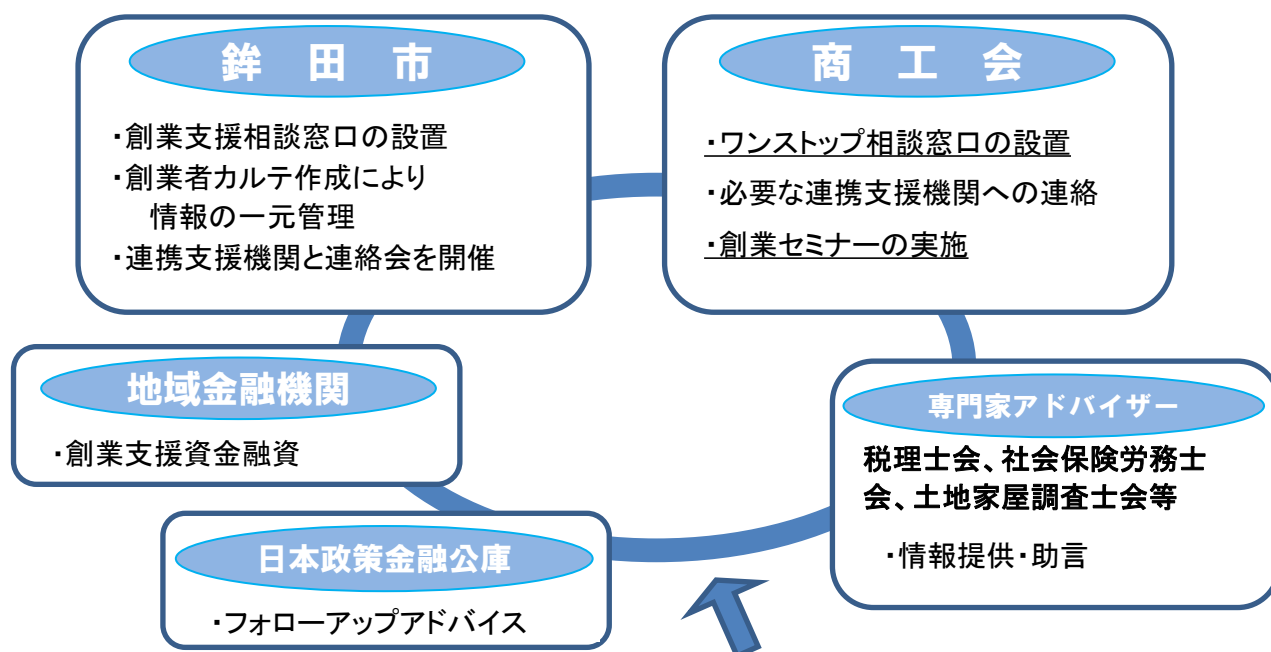 鉾 田 市
・創業支援相談窓口の設置
・創業者カルテ作成により
情報の一元管理
・連携支援機関と連絡会を開催
商 工 会
・ワンストップ相談窓口の設置
・必要な連携支援機関への連絡
・創業セミナーの実施
地域金融機関
・創業支援資金融資
専門家アドバイザー
税理士会、社会保険労務士
会、土地家屋調査士会等
・情報提供・助言
日本政策金融公庫
・フォローアップアドバイス